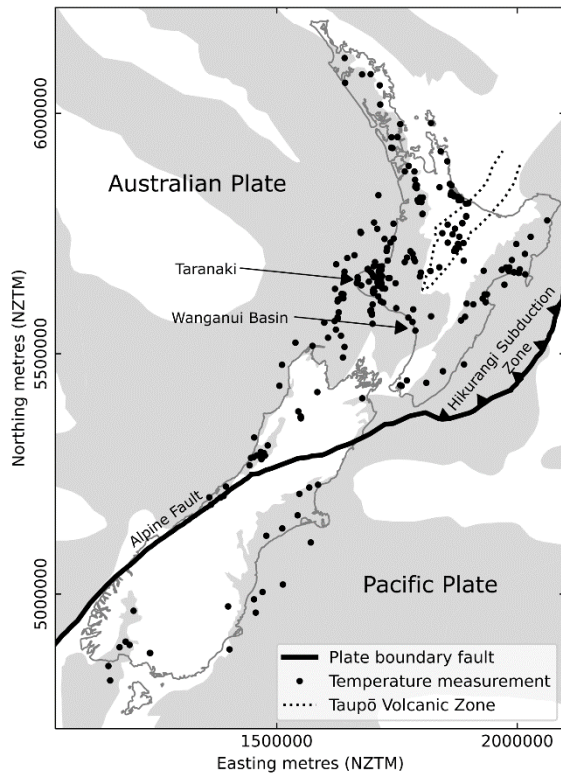 6000000
5500000
5000000
Northing metres (NZTM)
Australian Plate
Taranaki
Wanganui Basin
Hikurangi Subduction
Zone
Alpine Fault
Pacific Plate
Plate boundary fault
Temperature measurement
Taupō Volcanic Zone
1500000
2000000
Easting metres (NZTM)